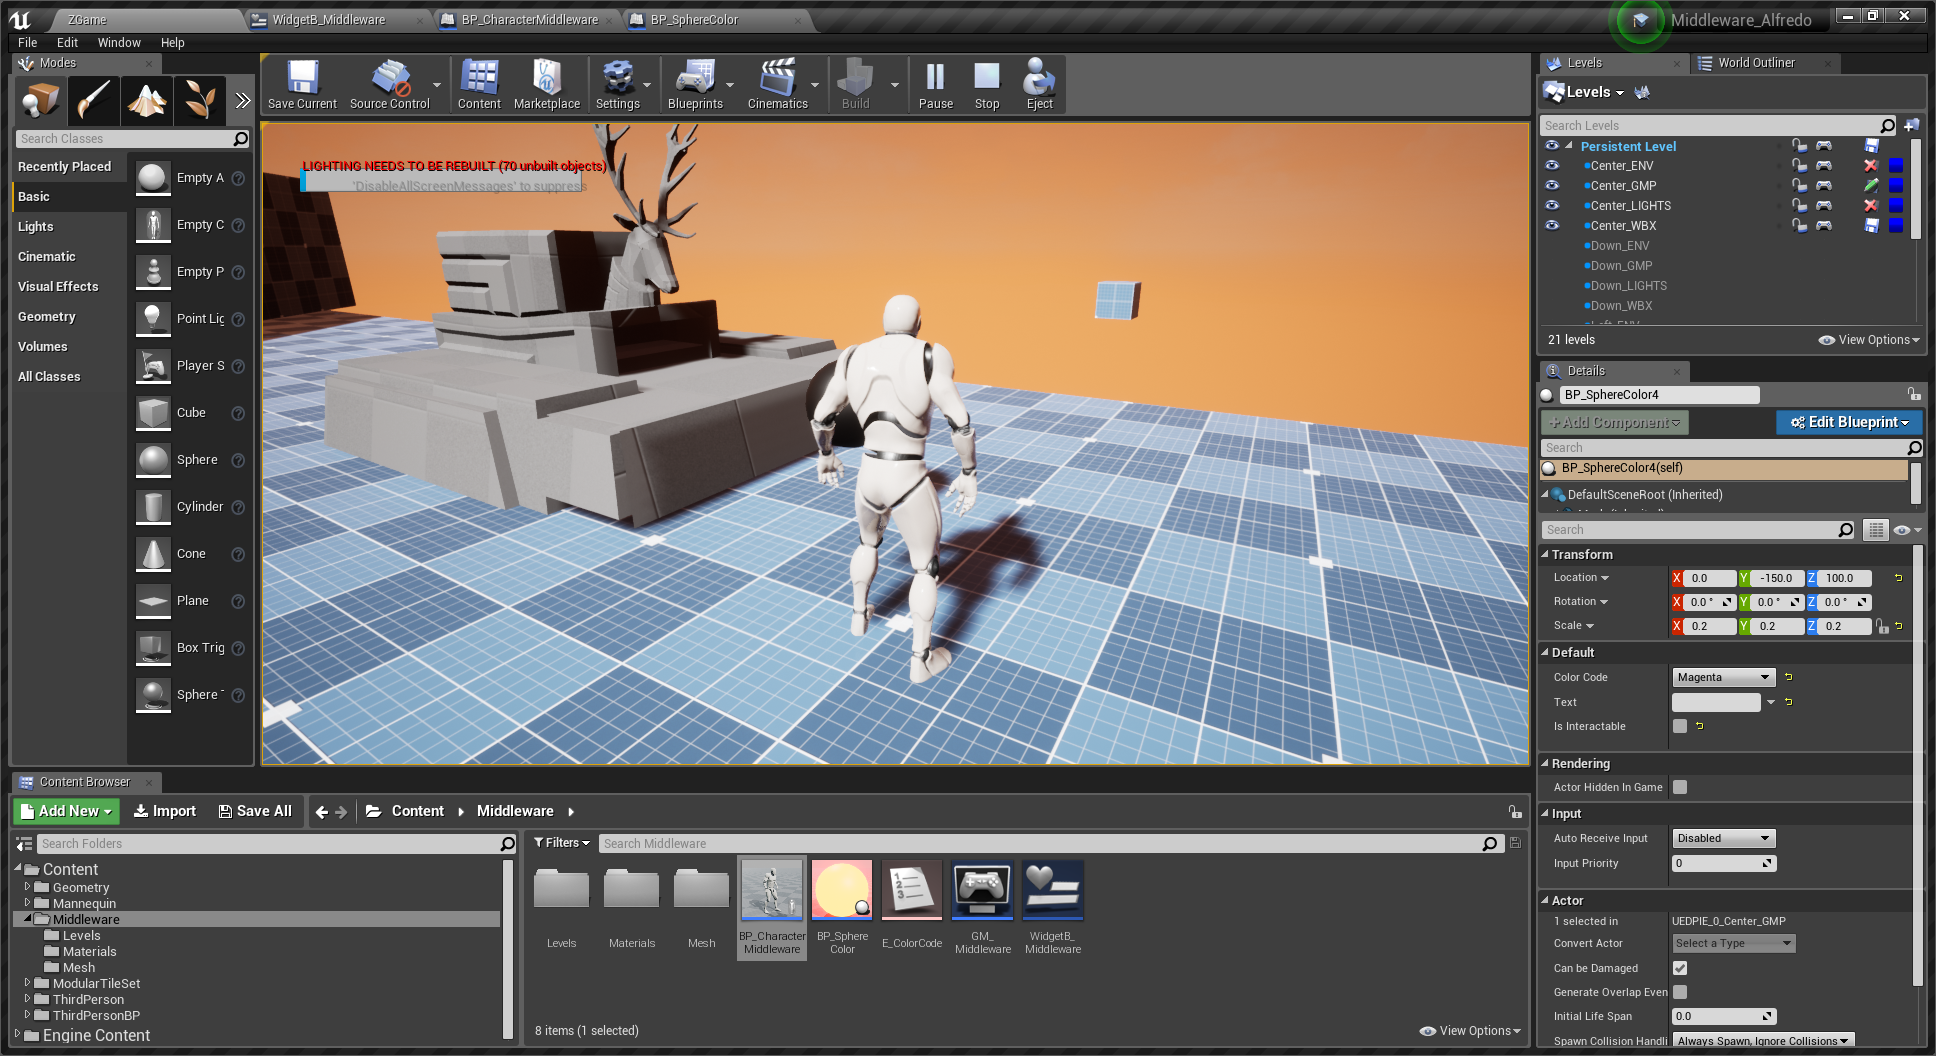 ZGame
WidgetB_Middleware
BP_CharacterMiddleware
BP_SphereColor
Middleware_Alfredo
File Edit Window Help
Modes
Search Classes
Recently Placed
Basic
Lights
Cinematic
Visual Effects
Geometry
Volumes
All Classes
Empty A
Empty C
Empty P
Point Lig
Player S
Cube
Sphere
Cylinder
Cone
Plane
Box Trig
Sphere
Save Current
Source Control
Content
Marketplace
Settings
Blueprints
Cinematics
Build
Pause
Stop
Eject
LIGHTING NEEDS TO BE REBUILT (70 unbuilt objects)
'DisableAllScreenMessages' to suppress
Levels
World Outliner
Levels
Search Levels
Persistent Level
Center_ENV
Center_GMP
Center_LIGHTS
Center_WBX
Down_ENV
Down_GMP
Down_LIGHTS
Down_WBX
Left_ENV
21 levels
View Options
Details
BP_SphereColor4
+Add Component
Edit Blueprint
Search
BP_SphereColor4(self)
DefaultSceneRoot (Inherited)
Search
Transform
Location X 0.0 Y -150.0 Z 100.0
Rotation X 0.0 ° Y 0.0 ° Z 0.0 °
Scale X 0.2 Y 0.2 Z 0.2
Default
Color Code Magenta
Text
Is Interactable
Rendering
Actor Hidden In Game
Input
Auto Receive Input Disabled
Input Priority 0
Actor
1 selected in UEDPIE_0_Center_GMP
Convert Actor Select a Type
Can be Damaged
Generate Overlap Even
Initial Life Span 0.0
Spawn Collision Handli Always Spawn, Ignore Collisions
Content Browser
Add New Import Save All Content Middleware
Search Folders
Content
Geometry
Mannequin
Middleware
Levels
Materials
Mesh
ModularTileSet
ThirdPerson
ThirdPersonBP
Engine Content
Filters
Search Middleware
Levels
Materials
Mesh
BP_Character
Middleware
BP_Sphere
Color
E_ColorCode
GM_
Middleware
WidgetB_
Middleware
8 items (1 selected)
View Options